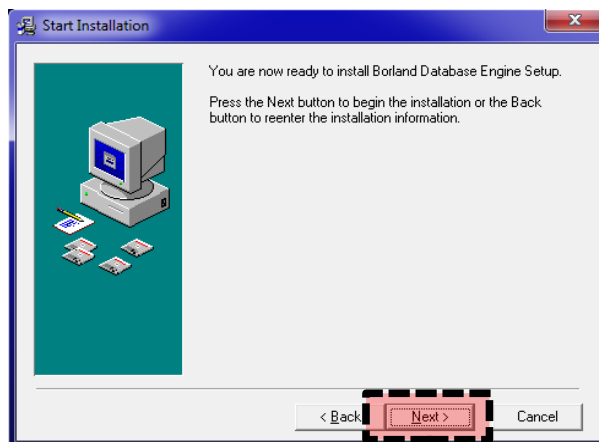 Start Installation
You are now ready to install Borland Database Engine Setup.
Press the Next button to begin the installation or the Back
button to reenter the installation information.
< Back Next > Cancel